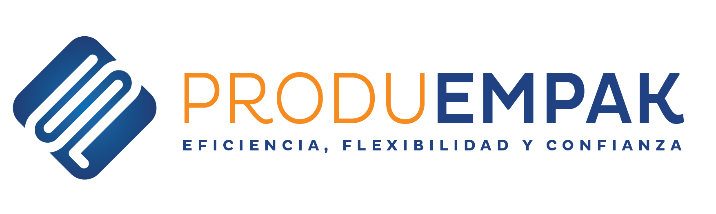 PRODUEMPAK
EFICIENCIA, FLEXIBILIDAD Y CONFIANZA